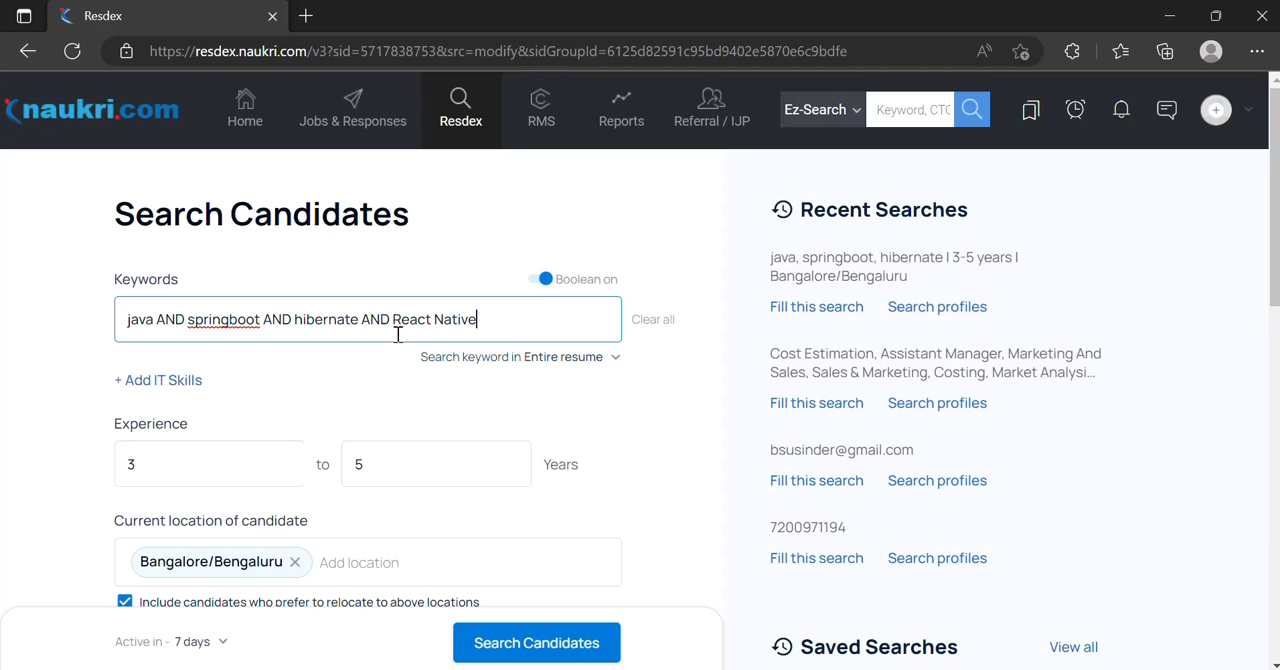 Resdex
https://resdex.naukri.com/v3?sid=5717838753&src=modify&sidGroupId=6125d82591c95bd9402e5870e6c9bdfe
naukri.com
Home
Jobs & Responses
Resdex
RMS
Reports
Referral / IJP
Ez-Search
Keyword, CTC
Search Candidates
Keywords
Boolean on
java AND springboot AND hibernate AND React Native
Clear all
Search keyword in Entire resume
+ Add IT Skills
Experience
3 to 5 Years
Current location of candidate
Bangalore/Bengaluru
Add location
Include candidates who prefer to relocate to above locations
Active in - 7 days
Search Candidates
Recent Searches
java, springboot, hibernate | 3-5 years |
Bangalore/Bengaluru
Fill this search Search profiles
Cost Estimation, Assistant Manager, Marketing And
Sales, Sales & Marketing, Costing, Market Analysi...
Fill this search Search profiles
bsusinder@gmail.com
Fill this search Search profiles
7200971194
Fill this search Search profiles
Saved Searches
View all